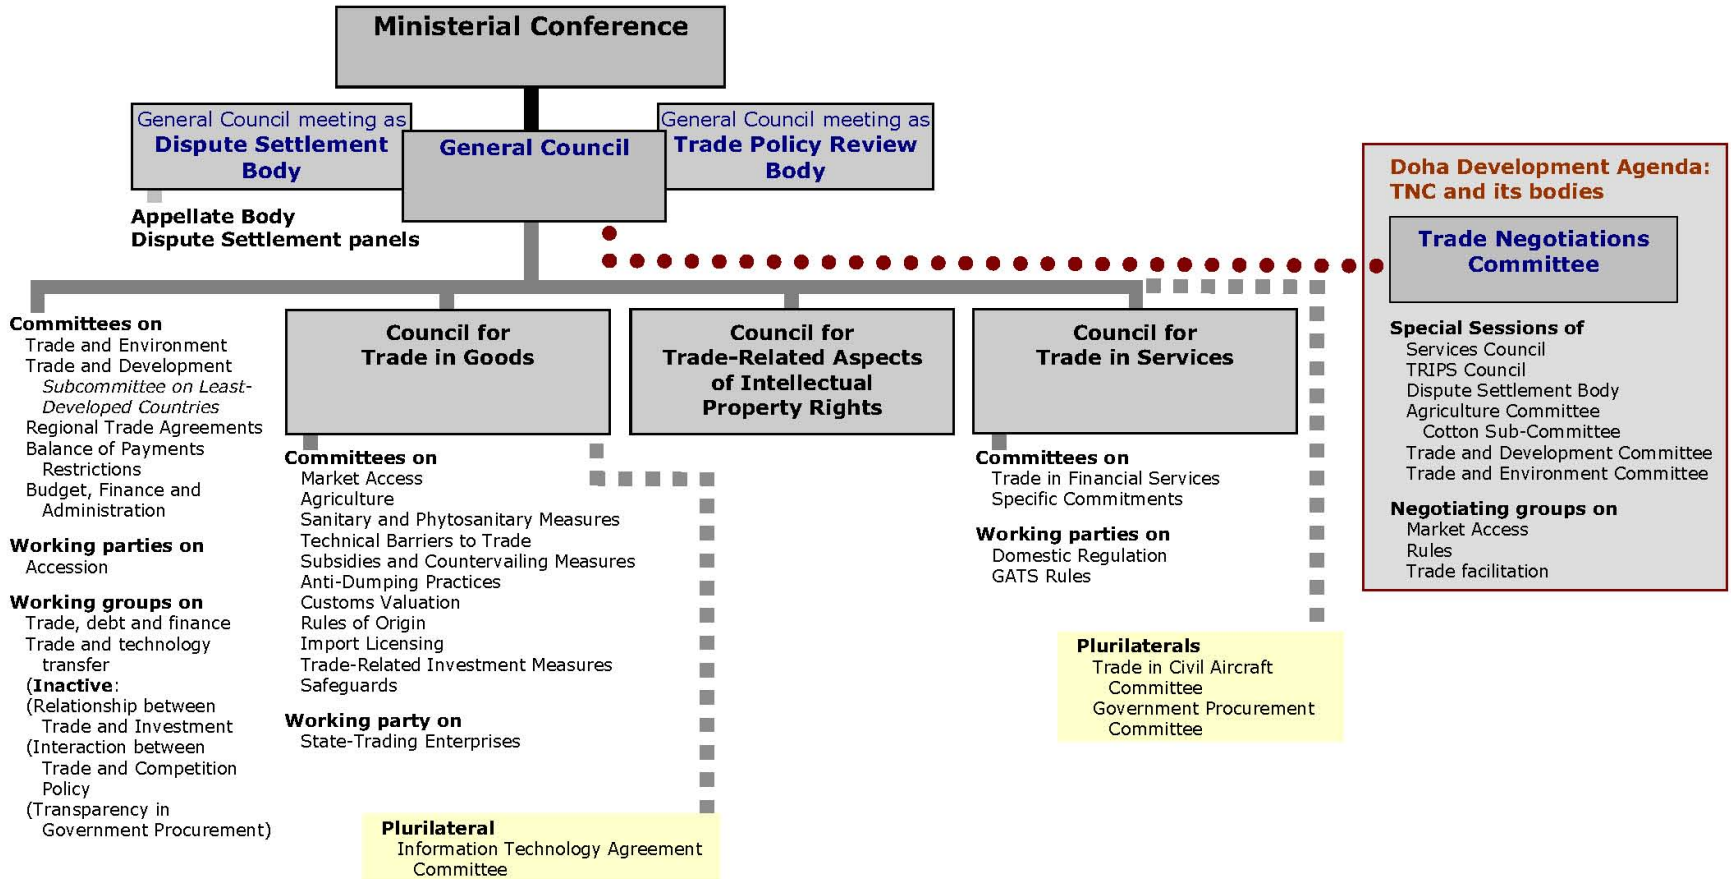 Ministerial Conference
General Council meeting as
Dispute Settlement
Body
General Council
General Council meeting as
Trade Policy Review
Body
Appellate Body
Dispute Settlement panels
Doha Development Agenda:
TNC and its bodies
Trade Negotiations
Committee
Special Sessions of
Services Council
TRIPS Council
Dispute Settlement Body
Agriculture Committee
Cotton Sub-Committee
Trade and Development Committee
Trade and Environment Committee
Negotiating groups on
Market Access
Rules
Trade facilitation
Committees on
Trade and Environment
Trade and Development
Subcommittee on Least-
Developed Countries
Regional Trade Agreements
Balance of Payments
Restrictions
Budget, Finance and
Administration
Working parties on
Accession
Working groups on
Trade, debt and finance
Trade and technology
transfer
(Inactive:
(Relationship between
Trade and Investment
(Interaction between
Trade and Competition
Policy
(Transparency in
Government Procurement)
Council for
Trade in Goods
Committees on
Market Access
Agriculture
Sanitary and Phytosanitary Measures
Technical Barriers to Trade
Subsidies and Countervailing Measures
Anti-Dumping Practices
Customs Valuation
Rules of Origin
Import Licensing
Trade-Related Investment Measures
Safeguards
Working party on
State-Trading Enterprises
Plurilateral
Information Technology Agreement
Committee
Council for
Trade-Related Aspects
of Intellectual
Property Rights
Council for
Trade in Services
Committees on
Trade in Financial Services
Specific Commitments
Working parties on
Domestic Regulation
GATS Rules
Plurilaterals
Trade in Civil Aircraft
Committee
Government Procurement
Committee